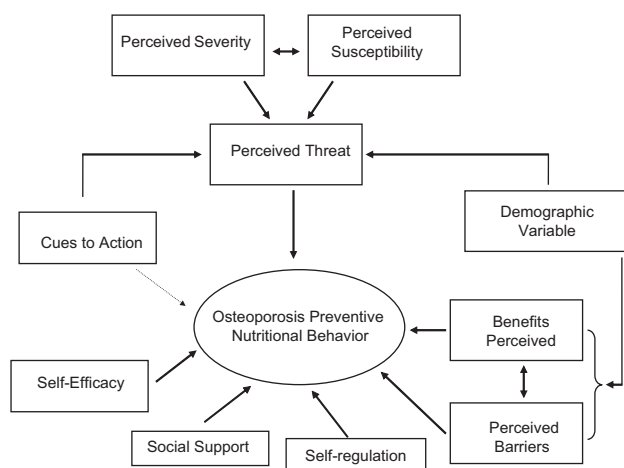 Perceived Severity
Perceived
Susceptibility
Perceived Threat
Cues to Action
Demographic
Variable
Osteoporosis Preventive
Nutritional Behavior
Benefits
Perceived
Self-Efficacy
Social Support
Self-regulation
Perceived
Barriers